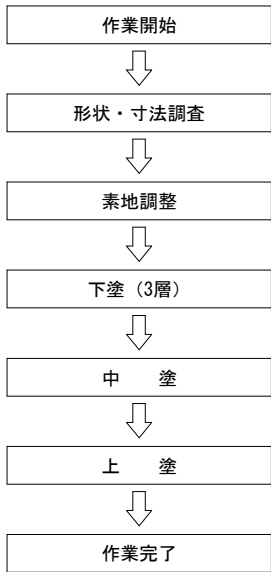 作業開始
形状・寸法調査
素地調整
下塗（3層）
中　　塗
上　　塗
作業完了